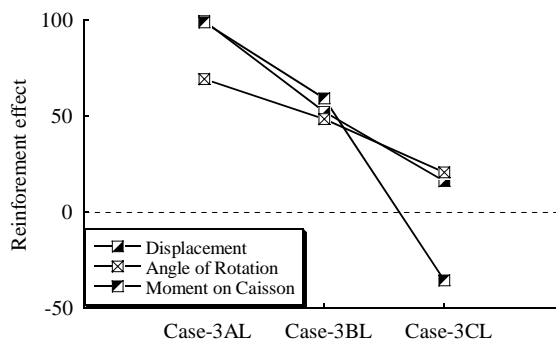 100
50
0
-50
Reinforement effect
Displacement
Angle of Rotation
Moment on Caisson
Case-3AL Case-3BL Case-3CL